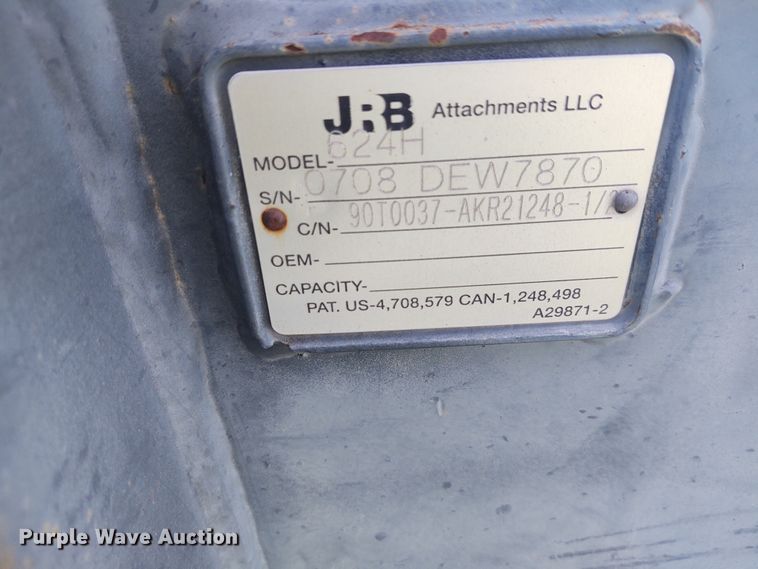 JRB Attachments LLC
MODEL- 624H
S/N- 0708 DEW7870
C/N- 90T0037-AKR21248-1/2
OEM-
CAPACITY-
PAT. US-4,708,579 CAN-1,248,498
A29871-2
Purple Wave Auction